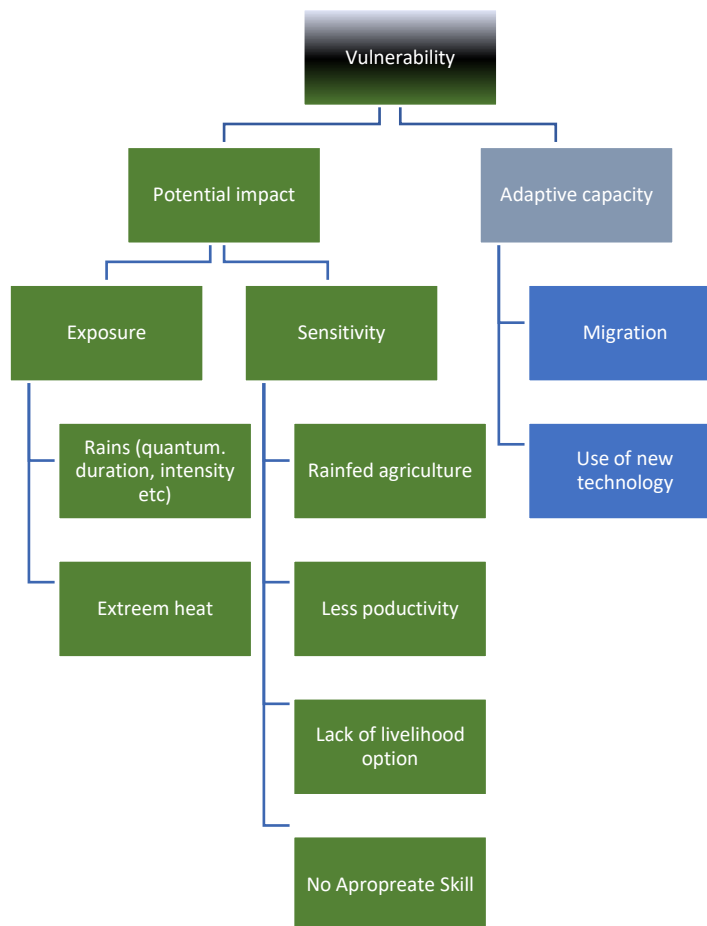 Vulnerability
Potential impact
Adaptive capacity
Exposure
Sensitivity
Migration
Rains (quantum.
duration, intensity
etc)
Rainfed agriculture
Use of new
technology
Extreem heat
Less poductivity
Lack of livelihood
option
No Apropreate Skill